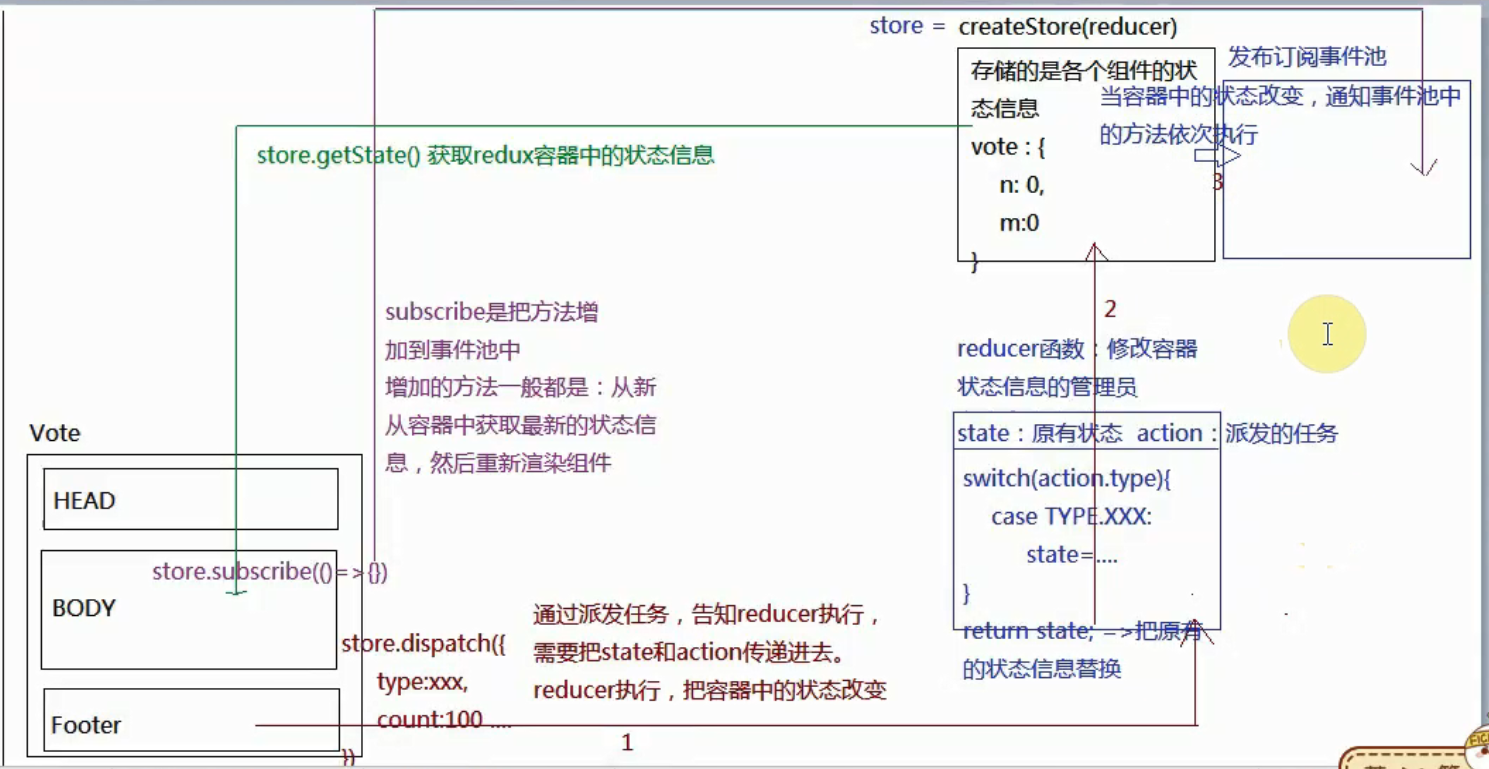 store = createStore(reducer)
存储的是各个组件的状
态信息
vote : {
n: 0,
m:0
}
发布订阅事件池
当容器中的状态改变，通知事件池中
的方法依次执行
3
store.getState() 获取redux容器中的状态信息
subscribe是把方法增
加到事件池中
增加的方法一般都是：从新
从容器中获取最新的状态信
息，然后重新渲染组件
2
reducer函数：修改容器
状态信息的管理员
state：原有状态 action：派发的任务
switch(action.type){
case TYPE.XXX:
state=....
}
return state; =>把原有
的状态信息替换
Vote
HEAD
store.subscribe(()=>{})
BODY
Footer
store.dispatch({
type:xxx,
count:100 ....
})
通过派发任务，告知reducer执行，
需要把state和action传递进去。
reducer执行，把容器中的状态改变
1